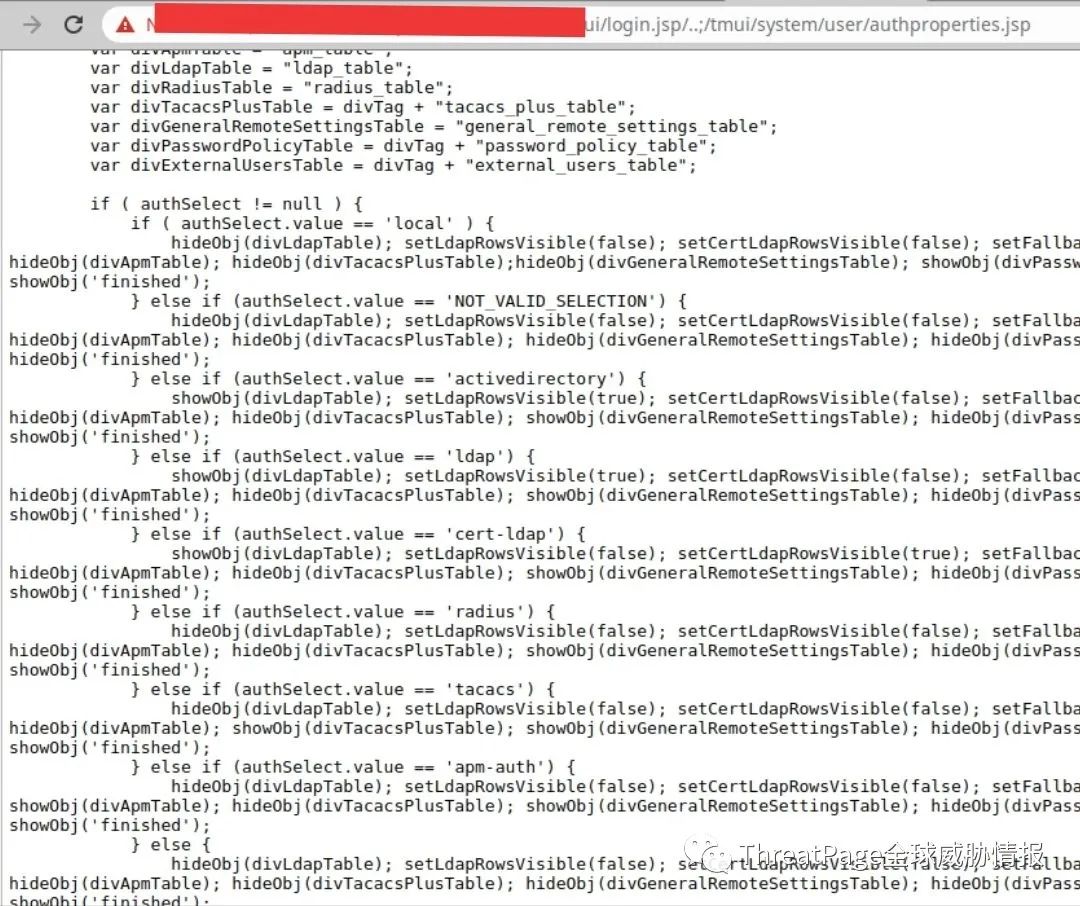 ui/login.jsp/..;/tmui/system/user/authproperties.jsp
var divApmTable = "apm_table";
var divLdapTable = "ldap_table";
var divRadiusTable = "radius_table";
var divTacacsPlusTable = divTag + "tacacs_plus_table";
var divGeneralRemoteSettingsTable = "general_remote_settings_table";
var divPasswordPolicyTable = divTag + "password_policy_table";
var divExternalUsersTable = divTag + "external_users_table";
if ( authSelect != null ) {
if ( authSelect.value == 'local' ) {
hideObj(divLdapTable); setLdapRowsVisible(false); setCertLdapRowsVisible(false); setFallba
hideObj(divApmTable); hideObj(divTacacsPlusTable);hideObj(divGeneralRemoteSettingsTable); showObj(divPassw
showObj('finished');
} else if (authSelect.value == 'NOT_VALID_SELECTION') {
hideObj(divLdapTable); setLdapRowsVisible(false); setCertLdapRowsVisible(false); setFallba
hideObj(divApmTable); hideObj(divTacacsPlusTable); hideObj(divGeneralRemoteSettingsTable); hideObj(divPass
hideObj('finished');
} else if (authSelect.value == 'activedirectory') {
showObj(divLdapTable); setLdapRowsVisible(true); setCertLdapRowsVisible(false); setFallbac
hideObj(divApmTable); hideObj(divTacacsPlusTable); showObj(divGeneralRemoteSettingsTable); hideObj(divPass
showObj('finished');
} else if (authSelect.value == 'ldap') {
showObj(divLdapTable); setLdapRowsVisible(true); setCertLdapRowsVisible(false); setFallbac
hideObj(divApmTable); hideObj(divTacacsPlusTable); showObj(divGeneralRemoteSettingsTable); hideObj(divPass
showObj('finished');
} else if (authSelect.value == 'cert-ldap') {
showObj(divLdapTable); setLdapRowsVisible(false); setCertLdapRowsVisible(true); setFallbac
hideObj(divApmTable); hideObj(divTacacsPlusTable); showObj(divGeneralRemoteSettingsTable); hideObj(divPass
showObj('finished');
} else if (authSelect.value == 'radius') {
hideObj(divLdapTable); setLdapRowsVisible(false); setCertLdapRowsVisible(false); setFallba
hideObj(divApmTable); hideObj(divTacacsPlusTable); showObj(divGeneralRemoteSettingsTable); hideObj(divPass
showObj('finished');
} else if (authSelect.value == 'tacacs') {
hideObj(divLdapTable); setLdapRowsVisible(false); setCertLdapRowsVisible(false); setFallba
hideObj(divApmTable); showObj(divTacacsPlusTable); showObj(divGeneralRemoteSettingsTable); hideObj(divPass
showObj('finished');
} else if (authSelect.value == 'apm-auth') {
hideObj(divLdapTable); setLdapRowsVisible(false); setCertLdapRowsVisible(false); setFallba
showObj(divApmTable); hideObj(divTacacsPlusTable); showObj(divGeneralRemoteSettingsTable); hideObj(divPass
showObj('finished');
} else {
hideObj(divLdapTable); setLdapRowsVisible(false); setCertLdapRowsVisible(false); setFallba
ThreatPage全球威胁情报
hideObj(divApmTable); hideObj(divTacacsPlusTable); hideObj(divGeneralRemoteSettingsTable); hideObj(divPass
showObj('finished');